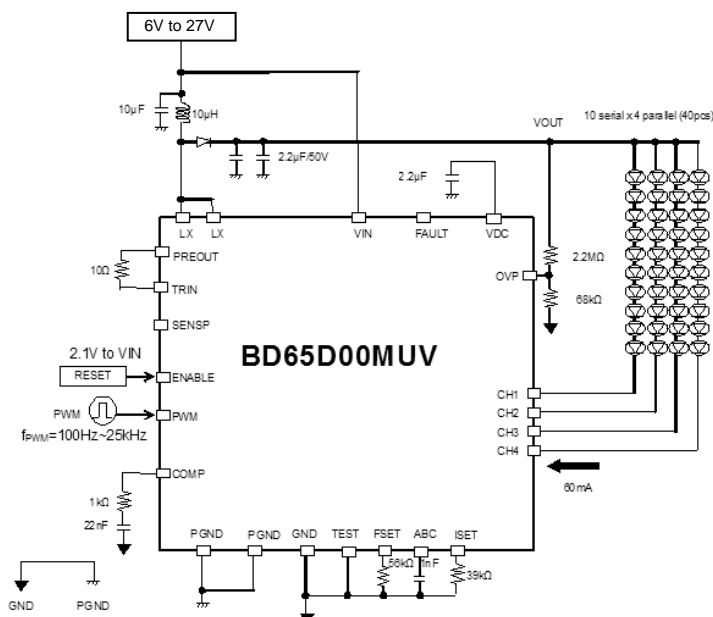 6V to 27V
10µF
10µH
VOUT
10 serial x 4 parallel (40pcs)
2.2µF/50V
2.2µF
LX
LX
VIN
FAULT
VDC
PREOUT
10Ω
TRIN
SENSP
OVP
2.2MΩ
68kΩ
BD65D00MUV
2.1V to VIN
RESET
ENABLE
PWM
PWM
fPWM=100Hz~25kHz
CH1
CH2
CH3
CH4
60mA
COMP
1kΩ
22nF
PGND
PGND
GND
TEST
FSET
ABC
ISET
56kΩ
1nF
39kΩ
GND
PGND